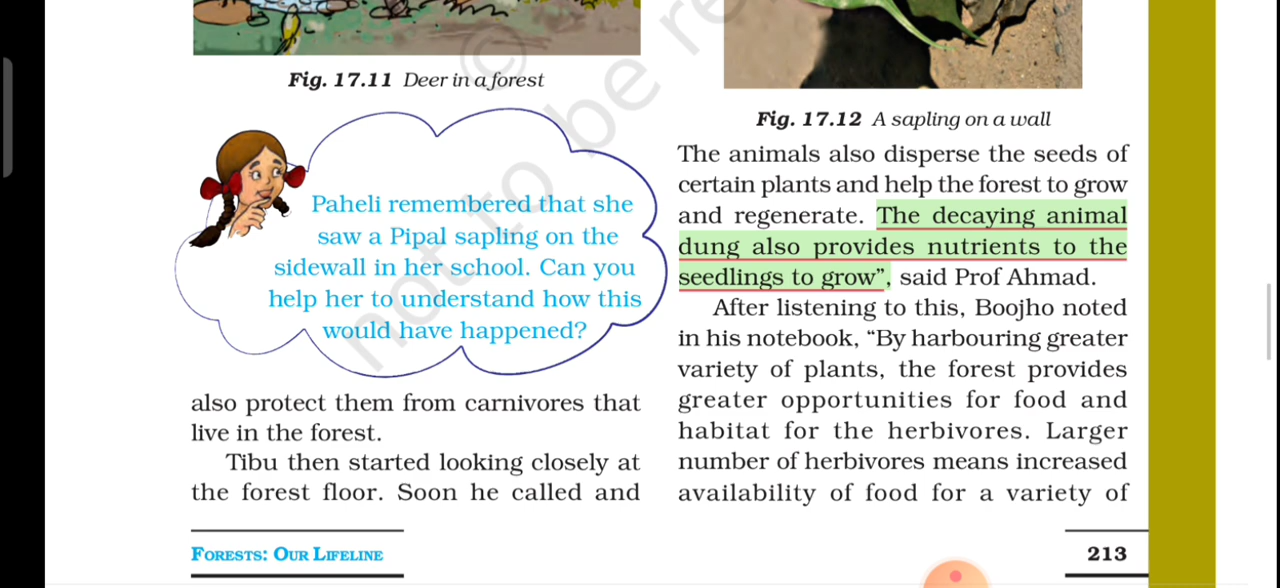 Fig. 17.11 Deer in a forest
Paheli remembered that she
saw a Pipal sapling on the
sidewall in her school. Can you
help her to understand how this
would have happened?
also protect them from carnivores that
live in the forest.
Tibu then started looking closely at
the forest floor. Soon he called and
Fig. 17.12 A sapling on a wall
The animals also disperse the seeds of
certain plants and help the forest to grow
and regenerate. The decaying animal
dung also provides nutrients to the
seedlings to grow”, said Prof Ahmad.
After listening to this, Boojho noted
in his notebook, “By harbouring greater
variety of plants, the forest provides
greater opportunities for food and
habitat for the herbivores. Larger
number of herbivores means increased
availability of food for a variety of
FORESTS: OUR LIFELINE
213
© not to be re